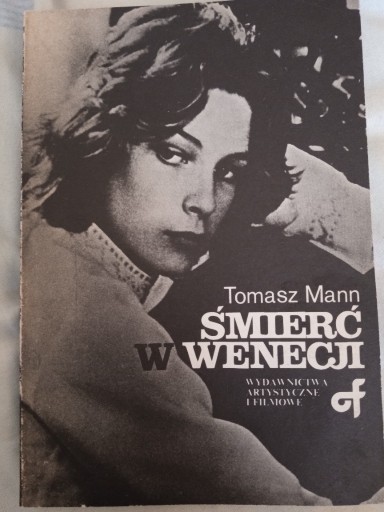 Tomasz Mann
ŚMIERĆ
W WENECJI
WYDAWNICTWA
ARTYSTYCZNE
I FILMOWE